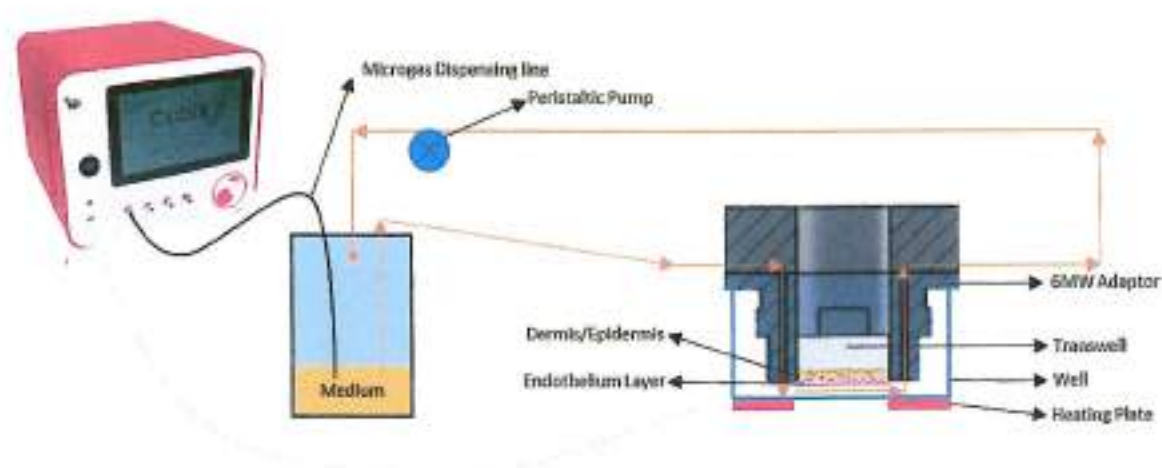 Microgas Dispensing line
Peristaltic Pump
6MW Adaptor
Dermis/Epidermis
Transwell
Endothelium Layer
Well
Medium
Heating Plate